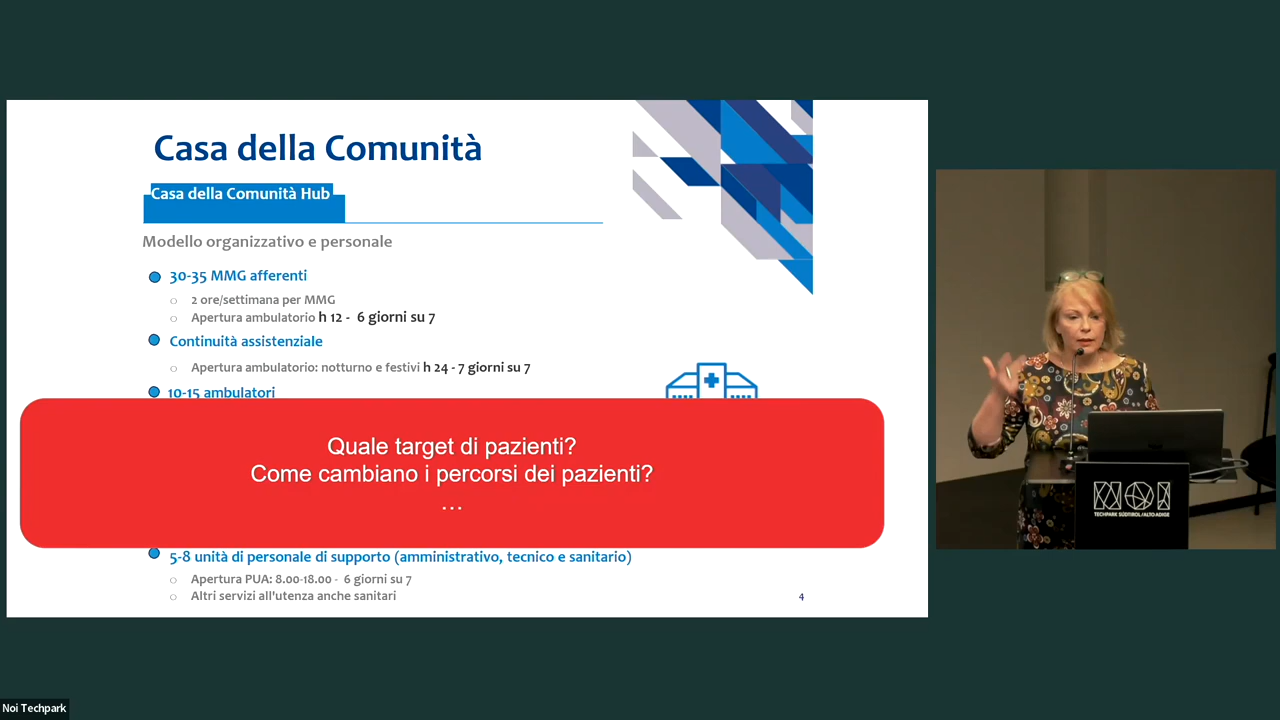 Casa della Comunità
Casa della Comunità Hub
Modello organizzativo e personale
30-35 MMG afferenti
2 ore/settimana per MMG
Apertura ambulatorio h 12 - 6 giorni su 7
Continuità assistenziale
Apertura ambulatorio: notturno e festivi h 24 - 7 giorni su 7
10-15 ambulatori
Quale target di pazienti?
Come cambiano i percorsi dei pazienti?
...
5-8 unità di personale di supporto (amministrativo, tecnico e sanitario)
Apertura PUA: 8.00-18.00 - 6 giorni su 7
Altri servizi all'utenza anche sanitari
4
NOI
TECHPARK SÜDTIROL/ALTO ADIGE
Noi Techpark